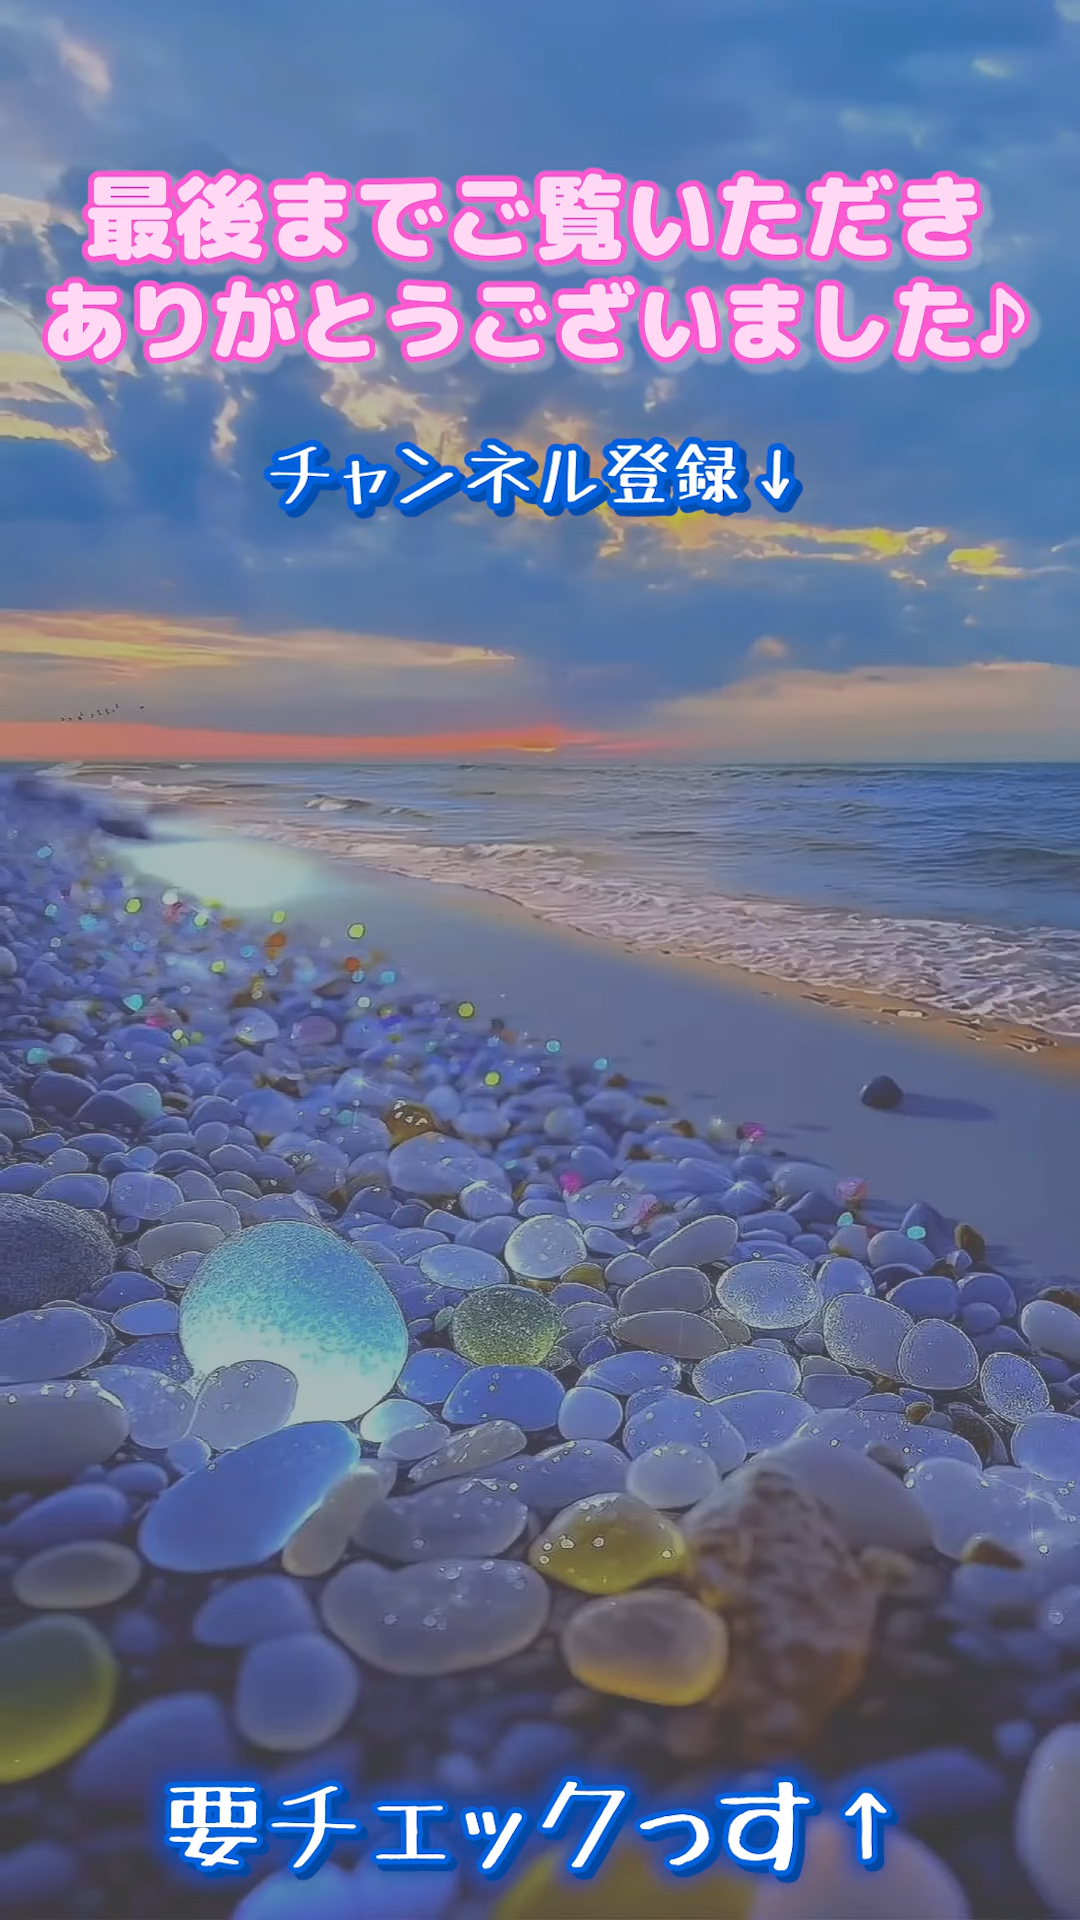 最後までご覧いただき
ありがとうございました♪
チャンネル登録↓
要チェックっす↑